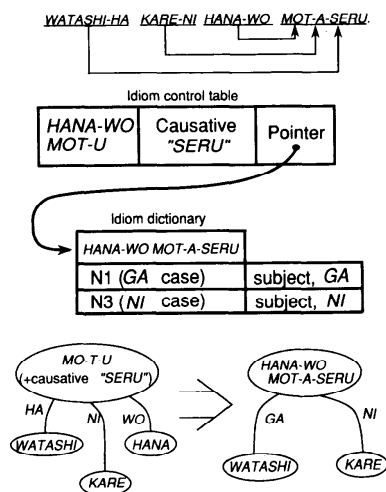 WATASHI-HA KARE-NI HANA-WO MOT-A-SERU.
Idiom control table
HANA-WO MOT-U
Causative "SERU"
Pointer
Idiom dictionary
HANA-WO MOT-A-SERU
N1 (GA case) subject, GA
N3 (NI case) subject, NI
MO-T-U
(+causative "SERU")
HA NI WO
WATASHI HANA
KARE
HANA-WO
MOT-A-SERU
GA NI
WATASHI KARE